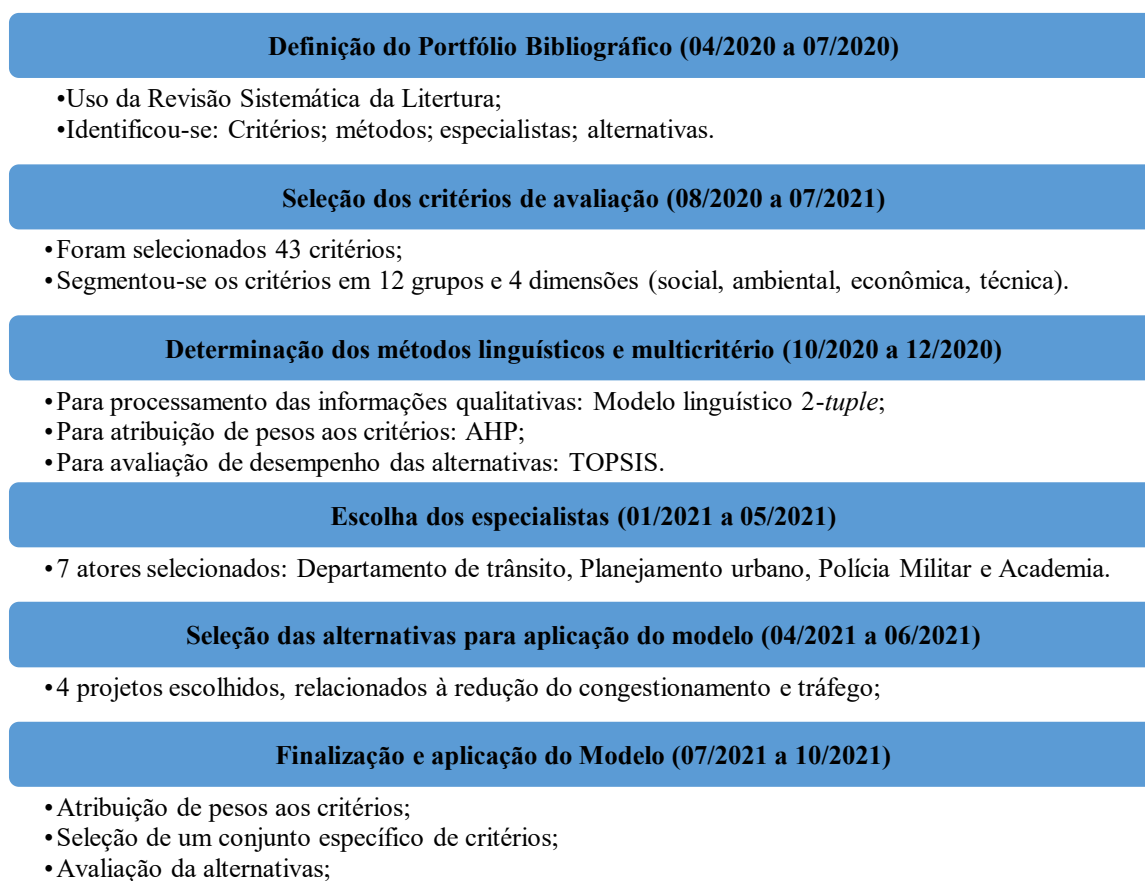 Definição do Portfólio Bibliográfico (04/2020 a 07/2020)
•Uso da Revisão Sistemática da Litertura;
•Identificou-se: Critérios; métodos; especialistas; alternativas.
Seleção dos critérios de avaliação (08/2020 a 07/2021)
•Foram selecionados 43 critérios;
•Segmentou-se os critérios em 12 grupos e 4 dimensões (social, ambiental, econômica, técnica).
Determinação dos métodos linguísticos e multicritério (10/2020 a 12/2020)
•Para processamento das informações qualitativas: Modelo linguístico 2-tuple;
•Para atribuição de pesos aos critérios: AHP;
•Para avaliação de desempenho das alternativas: TOPSIS.
Escolha dos especialistas (01/2021 a 05/2021)
•7 atores selecionados: Departamento de trânsito, Planejamento urbano, Polícia Militar e Academia.
Seleção das alternativas para aplicação do modelo (04/2021 a 06/2021)
•4 projetos escolhidos, relacionados à redução do congestionamento e tráfego;
Finalização e aplicação do Modelo (07/2021 a 10/2021)
•Atribuição de pesos aos critérios;
•Seleção de um conjunto específico de critérios;
•Avaliação da alternativas;